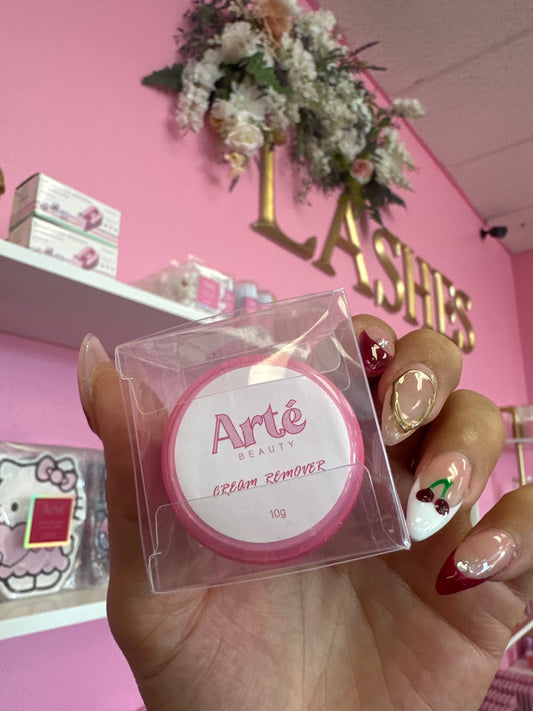 LASHES
Arté
BEAUTY
CREAM REMOVER
10g